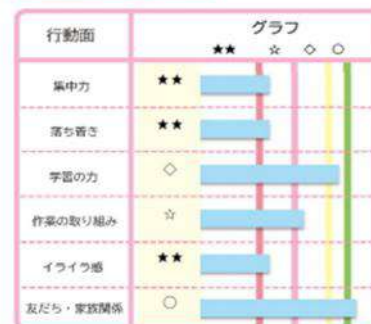 行動面 グラフ
★★ ☆ ◇ ○
集中力 ★★
落ち着き ★★
学習の力 ◇
作業の取り組み ☆
イライラ感 ★★
友だち・家族関係 ○